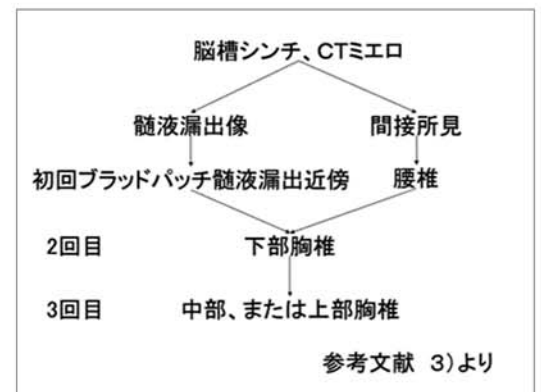 脳槽シンチ、CTミエロ
髄液漏出像 間接所見
初回ブラッドパッチ髄液漏出近傍 腰椎
2回目 下部胸椎
3回目 中部、または上部胸椎
参考文献 3)より